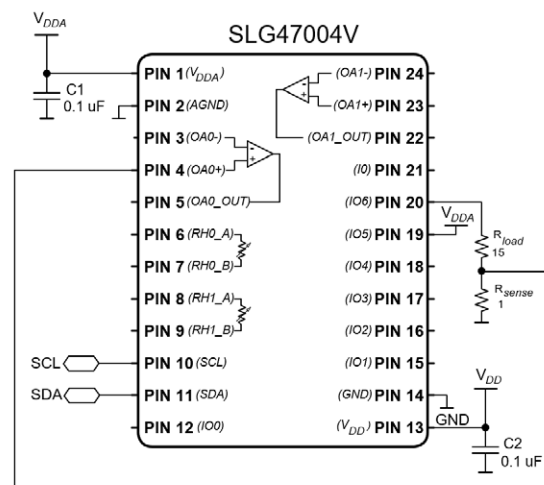 SLG47004V
V_DDA
C1
0.1 uF
PIN 1 (V_DDA)
PIN 2 (AGND)
PIN 3 (OA0-)
PIN 4 (OA0+)
PIN 5 (OA0_OUT)
PIN 6 (RH0_A)
PIN 7 (RH0_B)
PIN 8 (RH1_A)
PIN 9 (RH1_B)
SCL
PIN 10 (SCL)
SDA
PIN 11 (SDA)
PIN 12 (IO0)
(OA1-) PIN 24
(OA1+) PIN 23
(OA1_OUT) PIN 22
(I0) PIN 21
(IO6) PIN 20
(IO5) PIN 19
V_DDA
(IO4) PIN 18
(IO3) PIN 17
(IO2) PIN 16
(IO1) PIN 15
(GND) PIN 14
GND
(V_DD) PIN 13
R_load
15
R_sense
1
V_DD
C2
0.1 uF